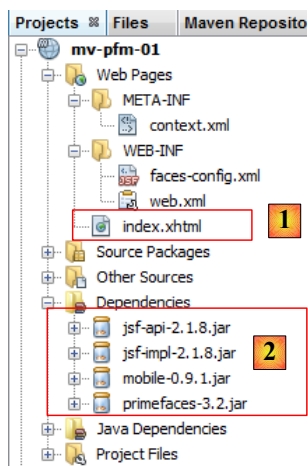 Projects Files Maven Reposito
mv-pfm-01
Web Pages
META-INF
context.xml
WEB-INF
faces-config.xml
web.xml
index.xhtml 1
Source Packages
Other Sources
Dependencies
jsf-api-2.1.8.jar
jsf-impl-2.1.8.jar 2
mobile-0.9.1.jar
primefaces-3.2.jar
Java Dependencies
Project Files